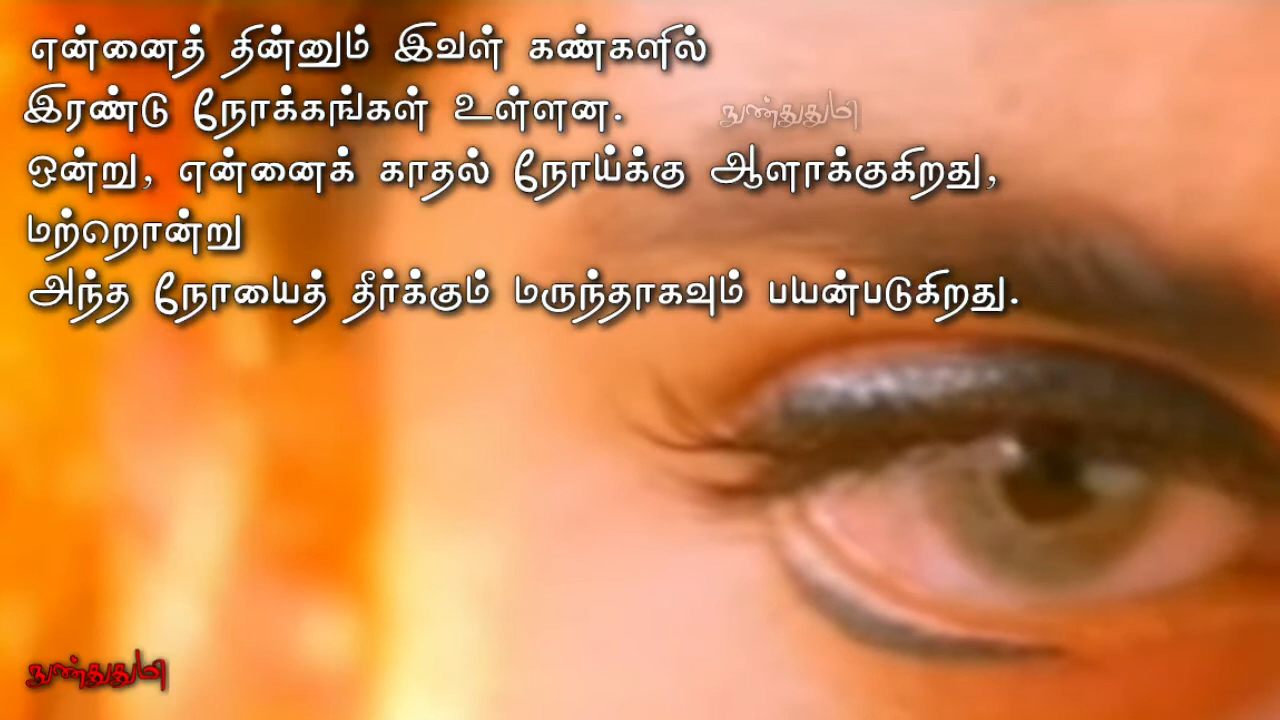 என்னைத் தின்னும் இவள் கண்களில்
இரண்டு நோக்கங்கள் உள்ளன.
நுண்துதும்பி
ஒன்று, என்னைக் காதல் நோய்க்கு ஆளாக்குகிறது,
மற்றொன்று
அந்த நோயைத் தீர்க்கும் மருந்தாகவும் பயன்படுகிறது.